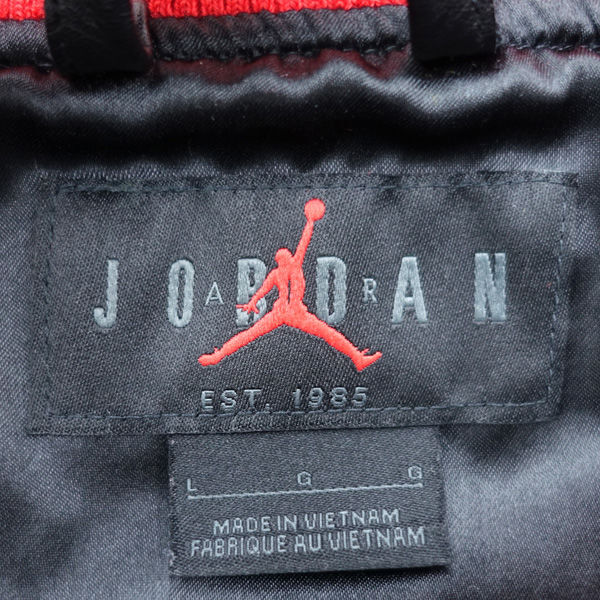 JORDAN
AIR
EST. 1985
L G G
MADE IN VIETNAM
FABRIQUE AU VIETNAM